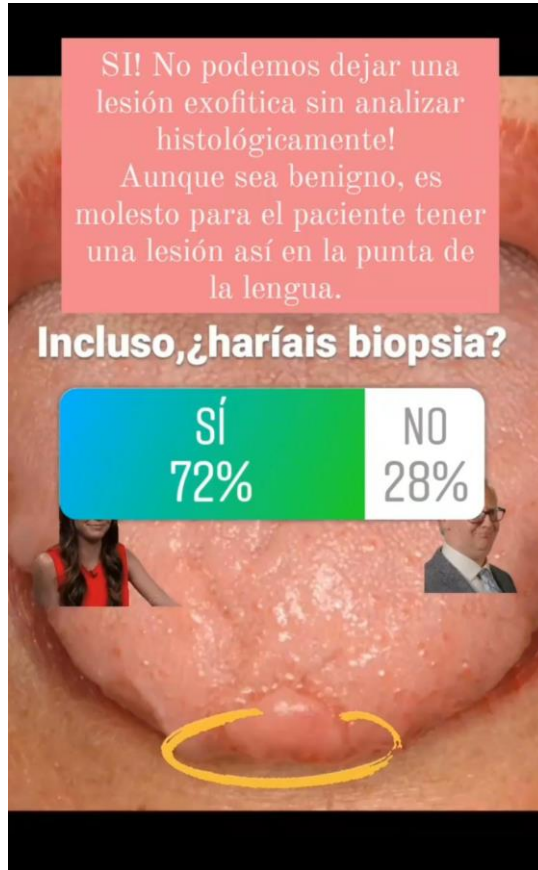 SI! No podemos dejar una
lesión exofitica sin analizar
histológicamente!
Aunque sea benigno, es
molesto para el paciente tener
una lesión así en la punta de
la lengua.
Incluso,¿haríais biopsia?
SÍ NO
72% 28%